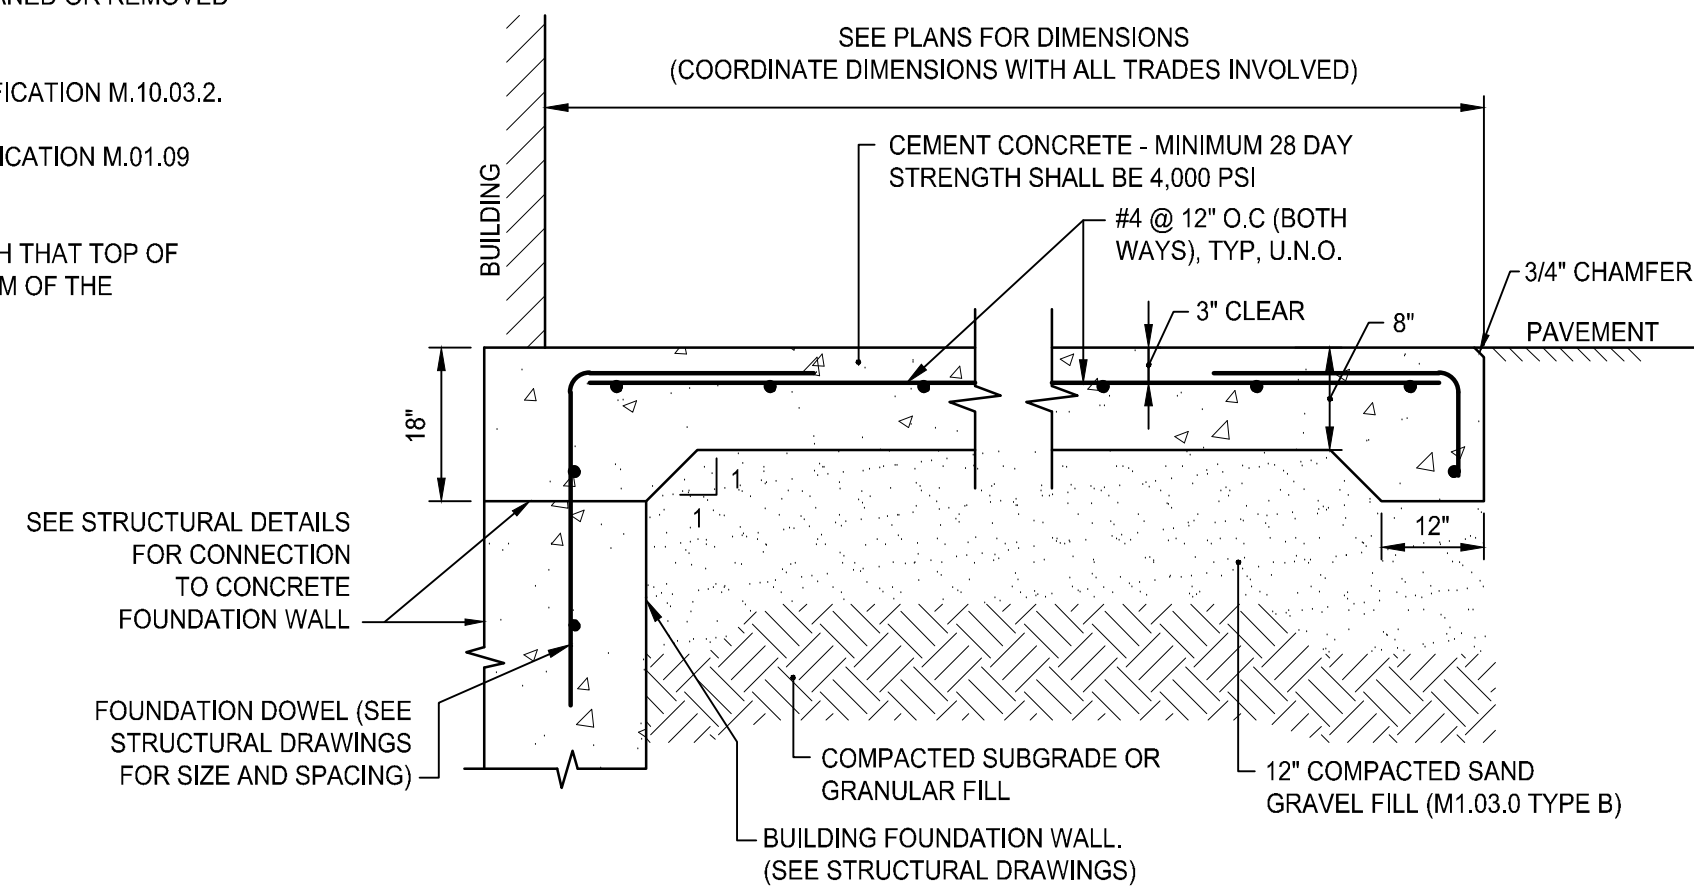 OR REMOVED
FICATION M.10.03.2.
ICATION M.01.09
H THAT TOP OF
M OF THE
SEE PLANS FOR DIMENSIONS
(COORDINATE DIMENSIONS WITH ALL TRADES INVOLVED)
BUILDING
CEMENT CONCRETE - MINIMUM 28 DAY
STRENGTH SHALL BE 4,000 PSI
#4 @ 12" O.C (BOTH
WAYS), TYP, U.N.O.
3/4" CHAMFER
3" CLEAR
8"
PAVEMENT
18"
1
1
12"
SEE STRUCTURAL DETAILS
FOR CONNECTION
TO CONCRETE
FOUNDATION WALL
FOUNDATION DOWEL (SEE
STRUCTURAL DRAWINGS
FOR SIZE AND SPACING)
COMPACTED SUBGRADE OR
GRANULAR FILL
12" COMPACTED SAND
GRAVEL FILL (M1.03.0 TYPE B)
BUILDING FOUNDATION WALL.
(SEE STRUCTURAL DRAWINGS)